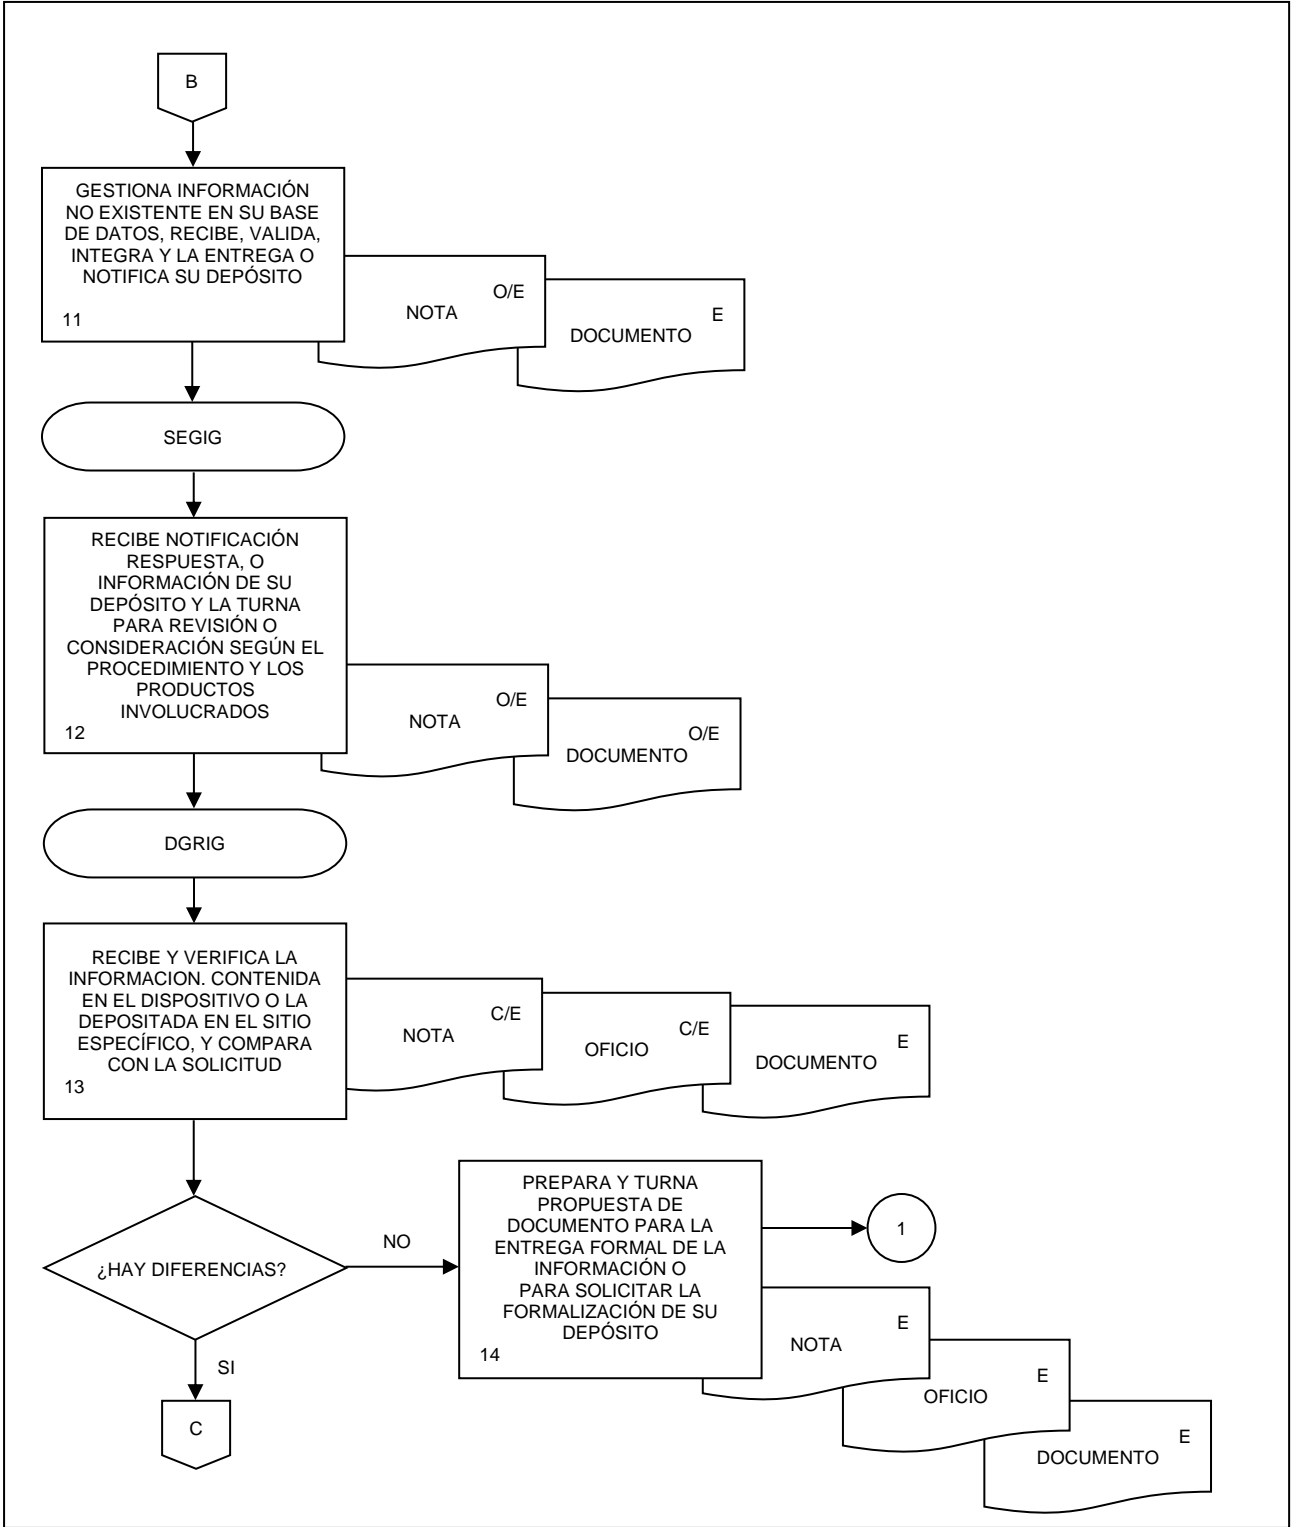 B
GESTIONA INFORMACIÓN
NO EXISTENTE EN SU BASE
DE DATOS, RECIBE, VALIDA,
INTEGRA Y LA ENTREGA O
NOTIFICA SU DEPÓSITO
11
O/E
NOTA
E
DOCUMENTO
SEGIG
RECIBE NOTIFICACIÓN
RESPUESTA, O
INFORMACIÓN DE SU
DEPÓSITO Y LA TURNA
PARA REVISIÓN O
CONSIDERACIÓN SEGÚN EL
PROCEDIMIENTO Y LOS
PRODUCTOS
INVOLUCRADOS
12
O/E
NOTA
O/E
DOCUMENTO
DGRIG
RECIBE Y VERIFICA LA
INFORMACION. CONTENIDA
EN EL DISPOSITIVO O LA
DEPOSITADA EN EL SITIO
ESPECÍFICO, Y COMPARA
CON LA SOLICITUD
13
C/E
NOTA
C/E
OFICIO
E
DOCUMENTO
¿HAY DIFERENCIAS?
NO
SI
C
PREPARA Y TURNA
PROPUESTA DE
DOCUMENTO PARA LA
ENTREGA FORMAL DE LA
INFORMACIÓN O
PARA SOLICITAR LA
FORMALIZACIÓN DE SU
DEPÓSITO
14
1
E
NOTA
E
OFICIO
E
DOCUMENTO